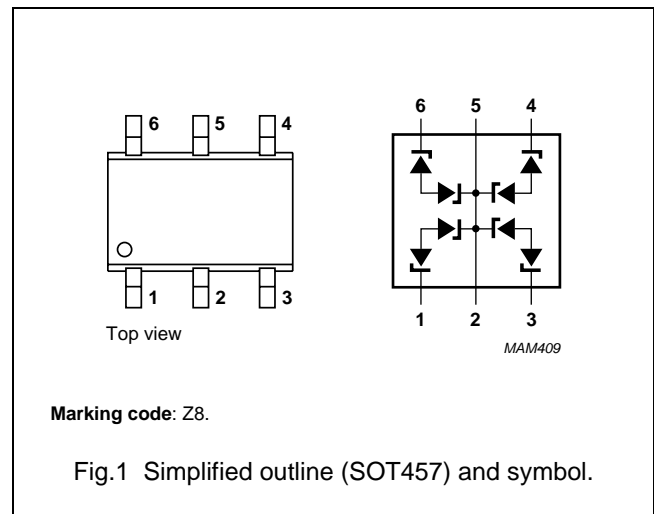 6 5 4
1 2 3
Top view
6 5 4
1 2 3
MAM409
Marking code: Z8.
Fig.1 Simplified outline (SOT457) and symbol.